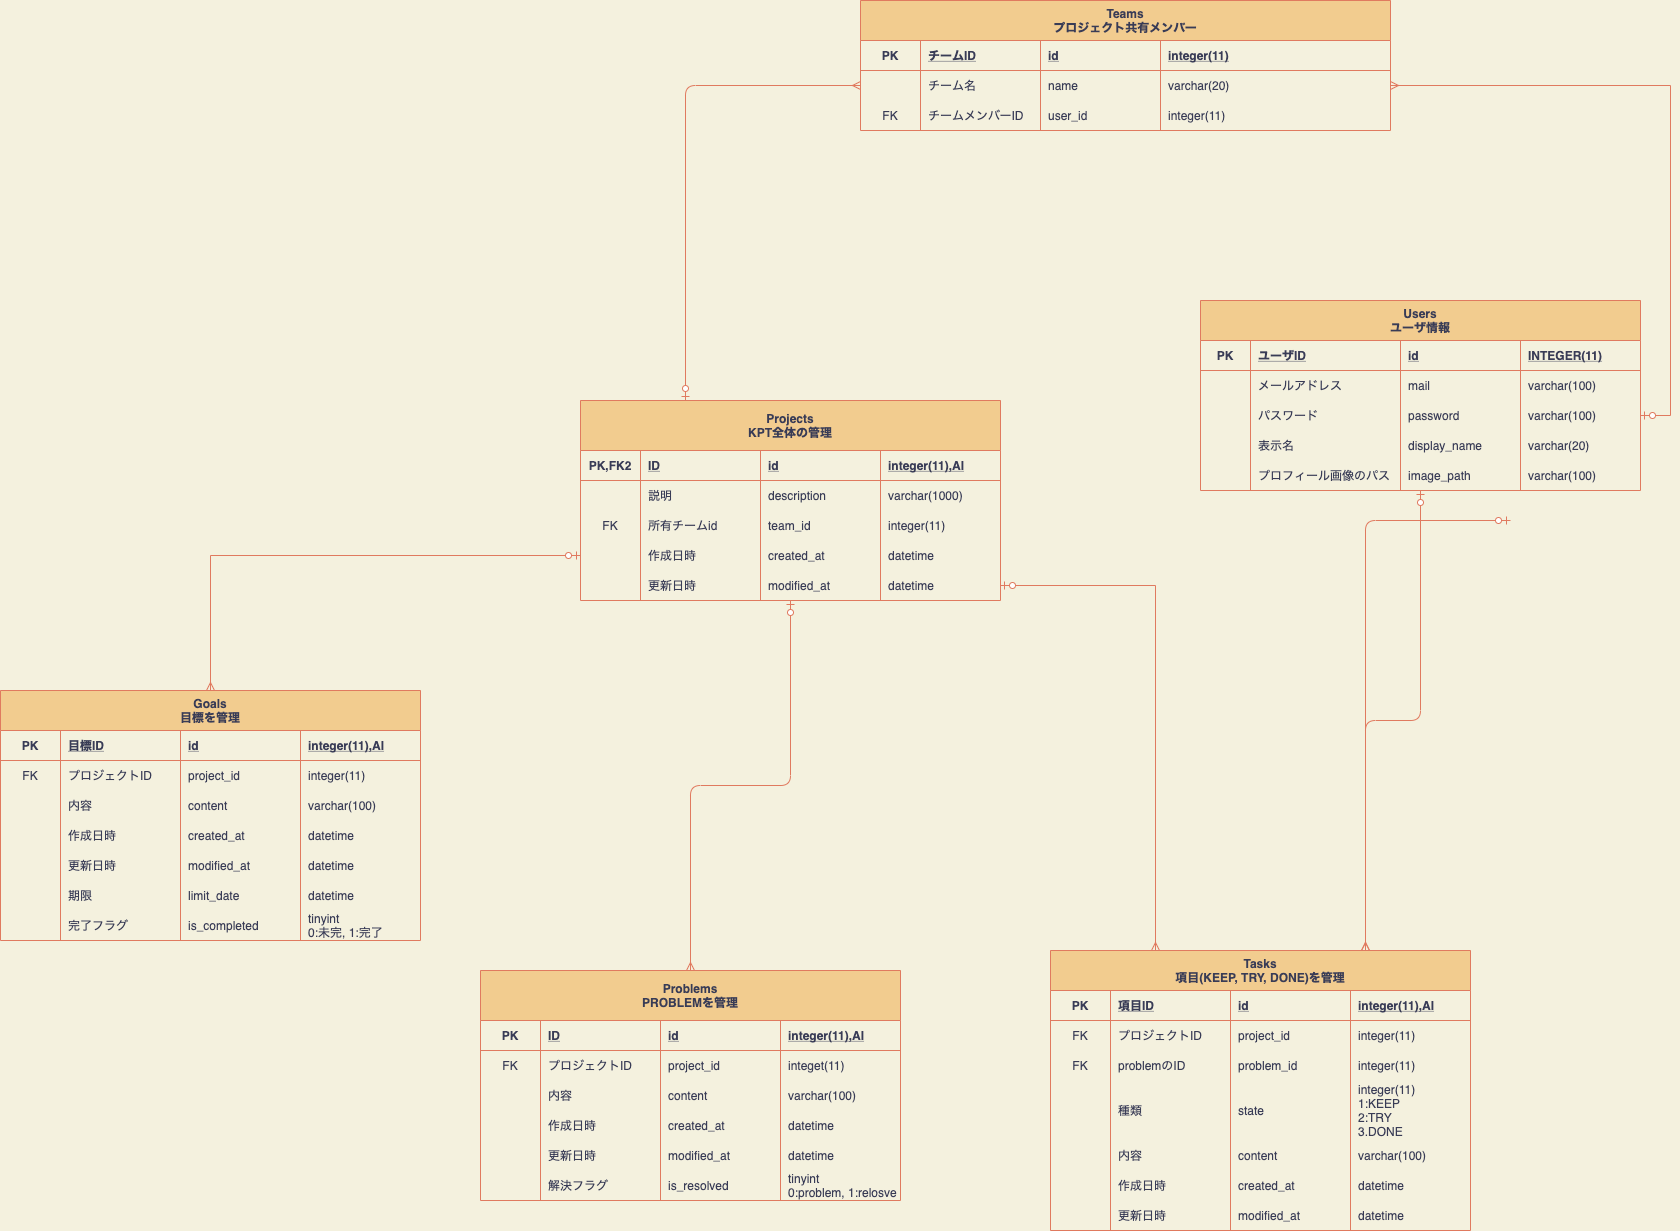 Teams
プロジェクト共有メンバー
PK チームID id integer(11)
チーム名 name varchar(20)
FK チームメンバーID user_id integer(11)
Users
ユーザ情報
PK ユーザID id INTEGER(11)
メールアドレス mail varchar(100)
パスワード password varchar(100)
表示名 display_name varchar(20)
プロフィール画像のパス image_path varchar(100)
Projects
KPT全体の管理
PK,FK2 ID id integer(11),AI
説明 description varchar(1000)
FK 所有チームid team_id integer(11)
作成日時 created_at datetime
更新日時 modified_at datetime
Goals
目標を管理
PK 目標ID id integer(11),AI
FK プロジェクトID project_id integer(11)
内容 content varchar(100)
作成日時 created_at datetime
更新日時 modified_at datetime
期限 limit_date datetime
完了フラグ is_completed tinyint
0:未完, 1:完了
Problems
PROBLEMを管理
PK ID id integer(11),AI
FK プロジェクトID project_id integet(11)
内容 content varchar(100)
作成日時 created_at datetime
更新日時 modified_at datetime
解決フラグ is_resolved tinyint
0:problem, 1:relosve
Tasks
項目(KEEP, TRY, DONE)を管理
PK 項目ID id integer(11),AI
FK プロジェクトID project_id integer(11)
FK problemのID problem_id integer(11)
種類 state integer(11)
1:KEEP
2:TRY
3.DONE
内容 content varchar(100)
作成日時 created_at datetime
更新日時 modified_at datetime